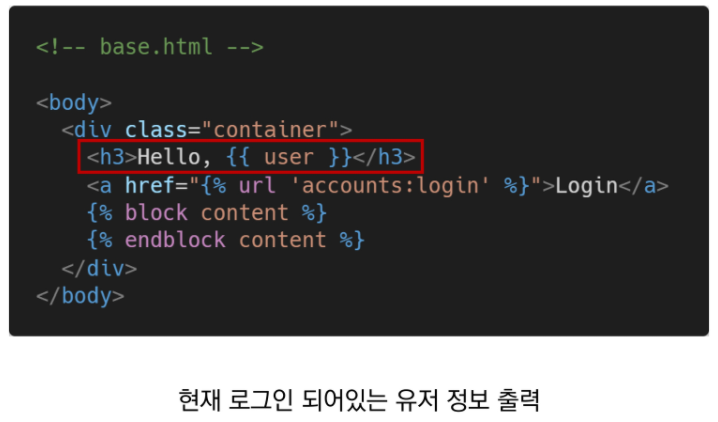 <!-- base.html -->
<body>
<div class="container">
<h3>Hello, {{ user }}</h3>
<a href="{% url 'accounts:login' %}">Login</a>
{% block content %}
{% endblock content %}
</div>
</body>
현재 로그인 되어있는 유저 정보 출력